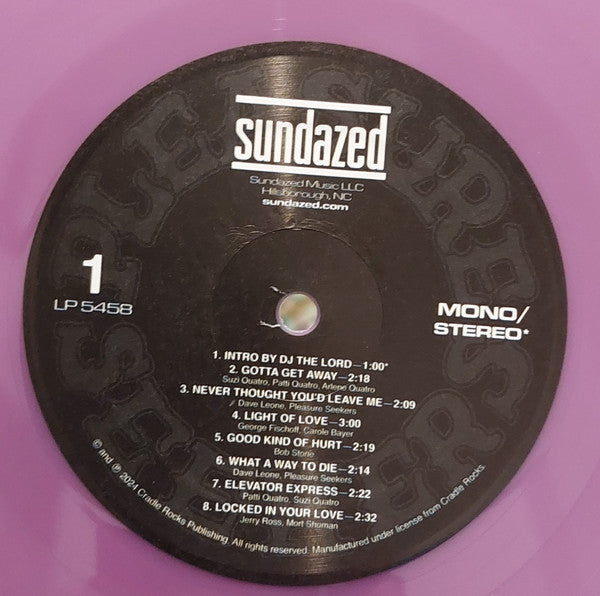 PLEASURE
SEEKERS
sundazed
Sundazed Music LLC
Hillsborough, NC
sundazed.com
1
LP 5458
MONO/
STEREO*
1. INTRO BY DJ THE LORD—1:00*
2. GOTTA GET AWAY—2:18
Suzi Quatro, Patti Quatro, Arlene Quatro
3. NEVER THOUGHT YOU'D LEAVE ME—2:09
Dave Leone, Pleasure Seekers
4. LIGHT OF LOVE—3:00
George Fischoff, Carole Bayer
5. GOOD KIND OF HURT—2:19
Bob Stone
6. WHAT A WAY TO DIE—2:14
Dave Leone, Pleasure Seekers
7. ELEVATOR EXPRESS—2:22
Patti Quatro, Suzi Quatro
8. LOCKED IN YOUR LOVE—2:32
Jerry Ross, Mort Shuman
© and ℗ 2024 Cradle Rocks Publishing. All rights reserved. Manufactured under license from Cradle Rocks.